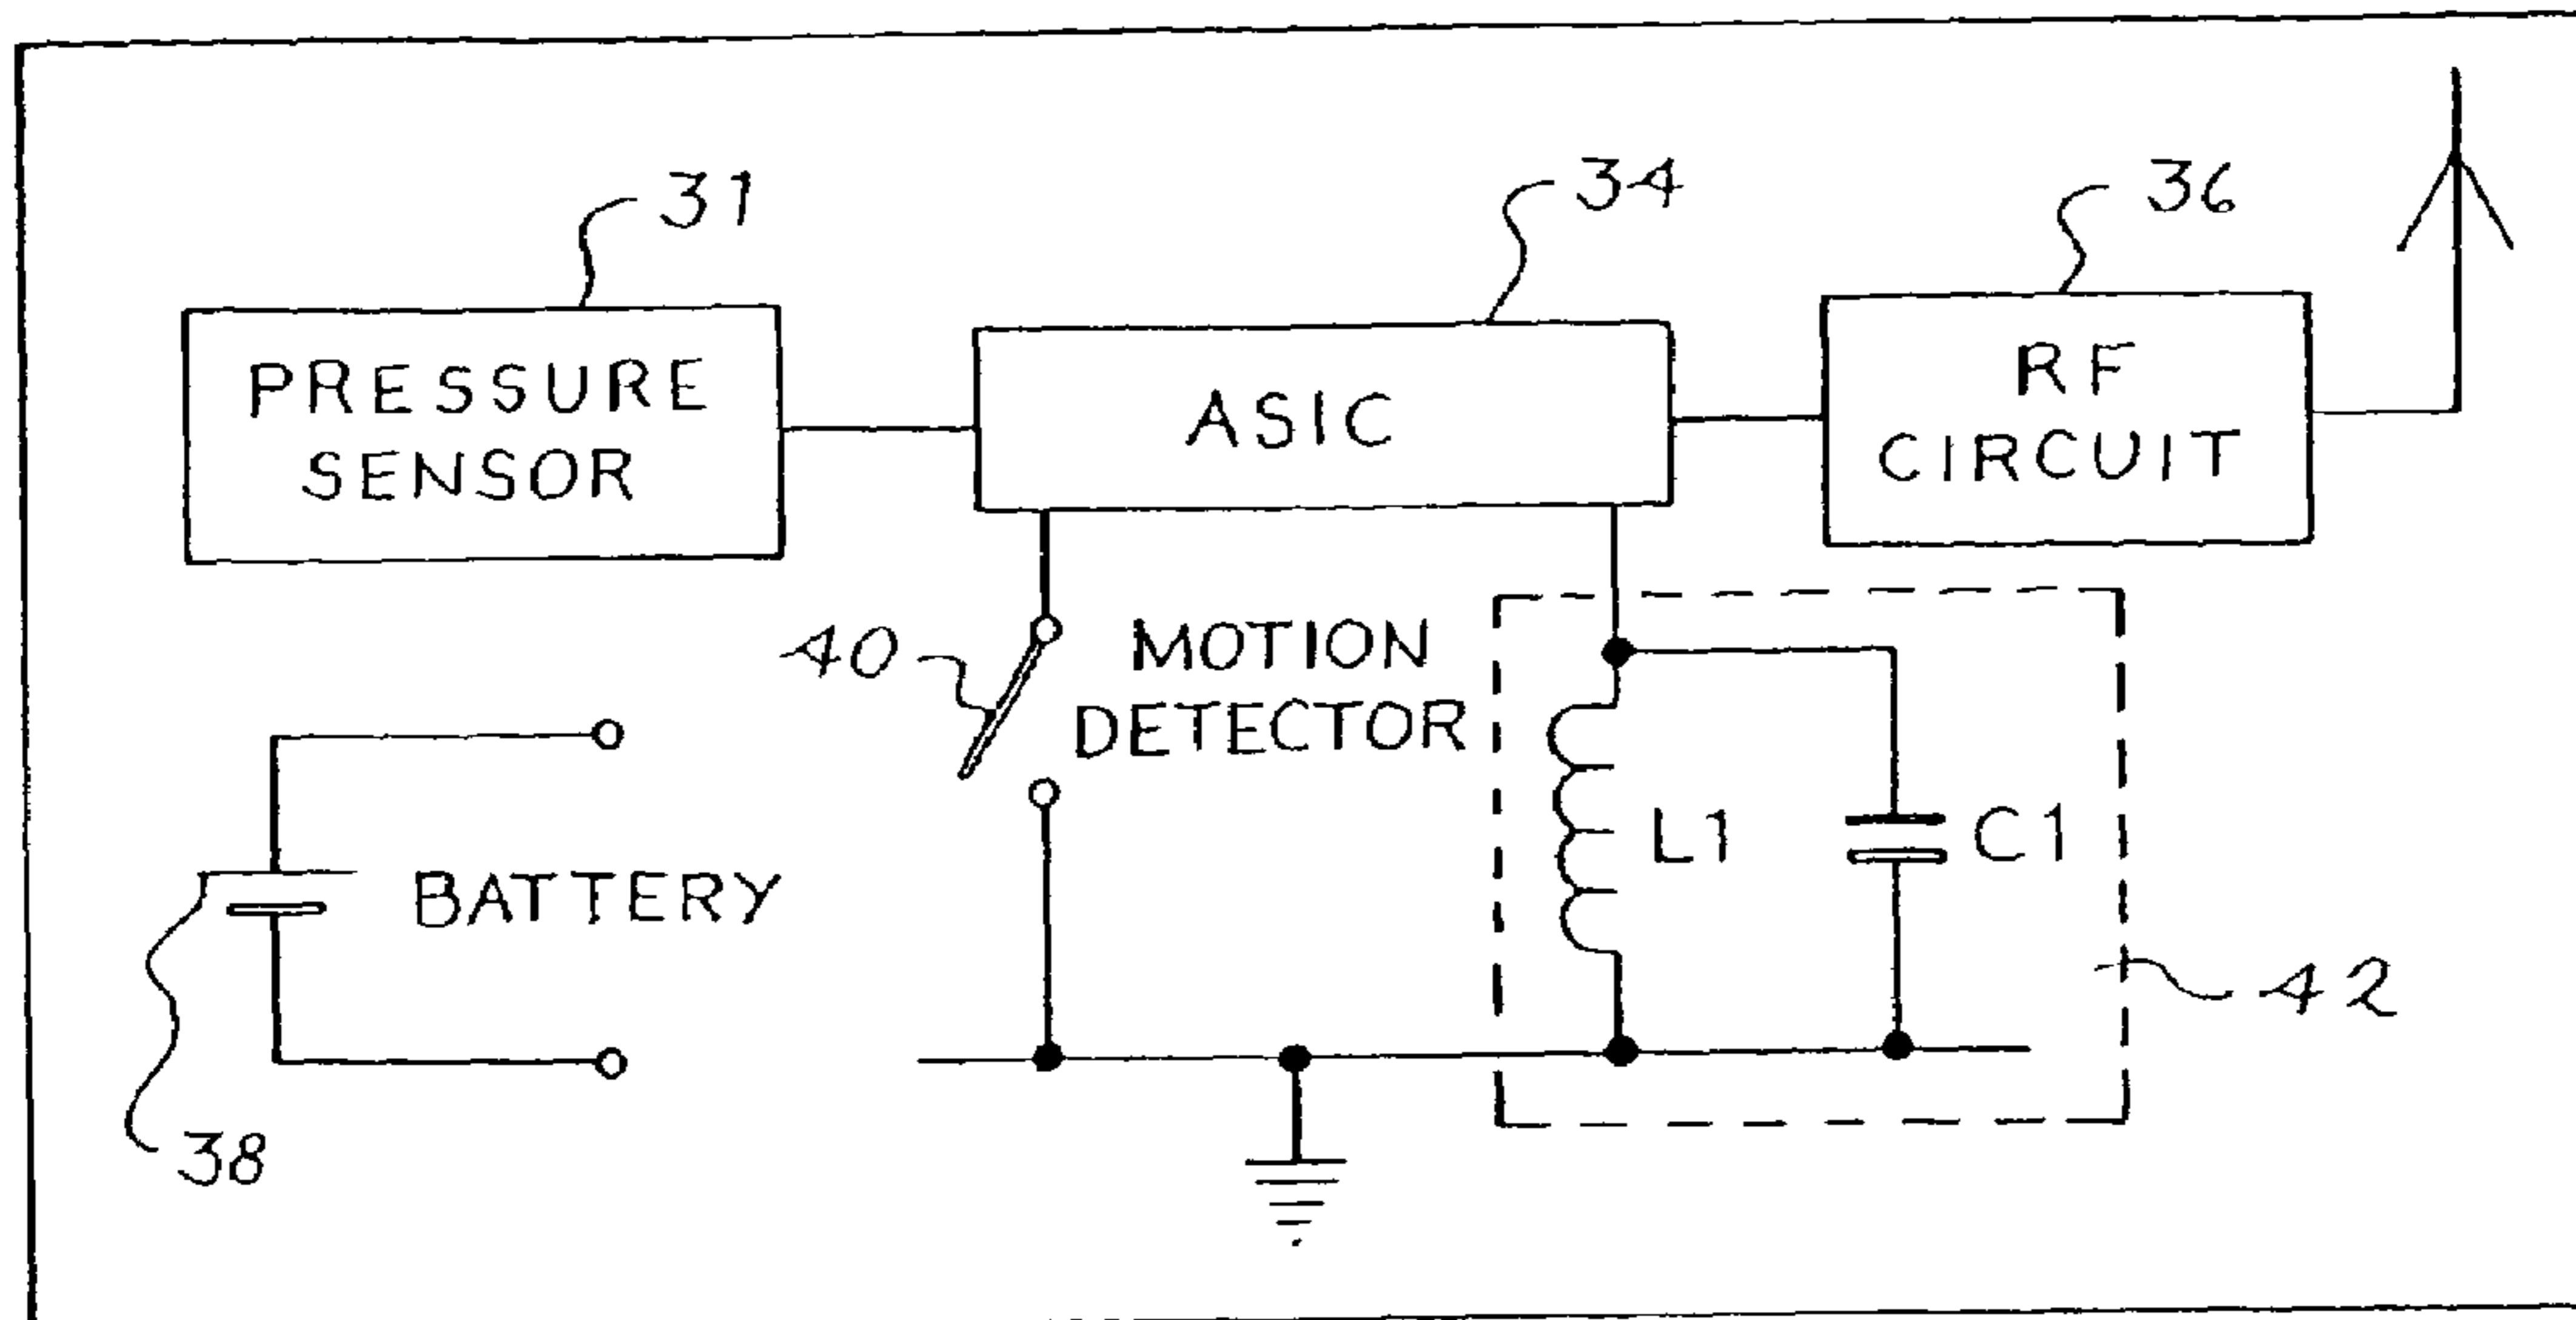 31
34
36
PRESSURE
SENSOR
ASIC
RF
CIRCUIT
40
MOTION
DETECTOR
L1
C1
BATTERY
42
38